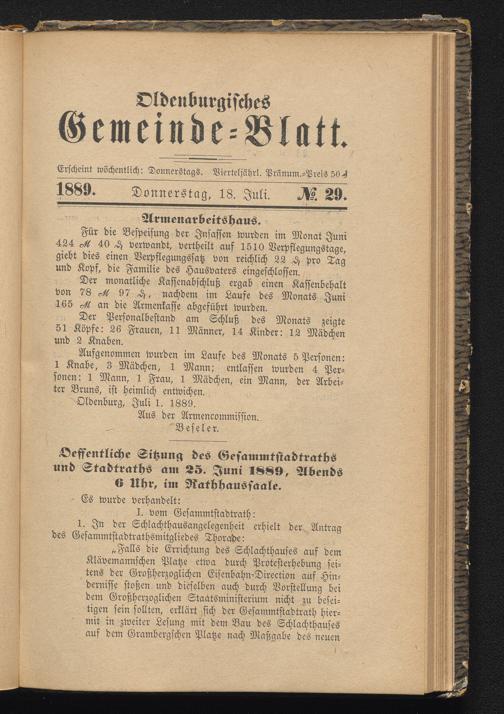 Oldenburgisches
Gemeinde-Blatt.
Erscheint wöchentlich: Donnerstags. Vierteljährl. Pränum.-Preis 50 ₰
1889. Donnerstag, 18. Juli. № 29.
Armenarbeitshaus.
Für die Bespeisung der Insassen wurden im Monat Juni
424 ℳ 40 ₰ verwandt, vertheilt auf 1510 Verpflegungstage,
giebt dies einen Verpflegungssatz von reichlich 22 ₰ pro Tag
und Kopf, die Familie des Hausvaters eingeschlossen.
Der monatliche Kassenabschluß ergab einen Kassenbehalt
von 78 ℳ 97 ₰, nachdem im Laufe des Monats Juni
165 ℳ an die Armenkasse abgeführt wurden.
Der Personalbestand am Schluß des Monats zeigte
51 Köpfe: 26 Frauen, 11 Männer, 14 Kinder: 12 Mädchen
und 2 Knaben.
Aufgenommen wurden im Laufe des Monats 5 Personen:
1 Knabe, 3 Mädchen, 1 Mann; entlassen wurden 4 Per-
sonen: 1 Mann, 1 Frau, 1 Mädchen, ein Mann, der Arbei-
ter Bruns, ist heimlich entwichen.
Oldenburg, Juli 1. 1889.
Aus der Armencommission.
Beseler.
Oeffentliche Sitzung des Gesammtstadtraths
und Stadtraths am 25. Juni 1889, Abends
6 Uhr, im Rathhaussaale.
Es wurde verhandelt:
I. vom Gesammtstadtrath:
1. In der Schlachthausangelegenheit erhielt der Antrag
des Gesammtstadtrathsmitgliedes Thorade:
„Falls die Errichtung des Schlachthauses auf dem
Klävemannschen Platze etwa durch Protesterhebung sei-
tens der Großherzoglichen Eisenbahn-Direction auf Hin-
dernisse stoßen und dieselben auch durch Vorstellung bei
dem Großherzoglichen Staatsministerium nicht zu besei-
tigen sein sollten, erklärt sich der Gesammtstadtrath hier-
mit in zweiter Lesung mit dem Bau des Schlachthauses
auf dem Grambergschen Platze nach Maßgabe des neuen